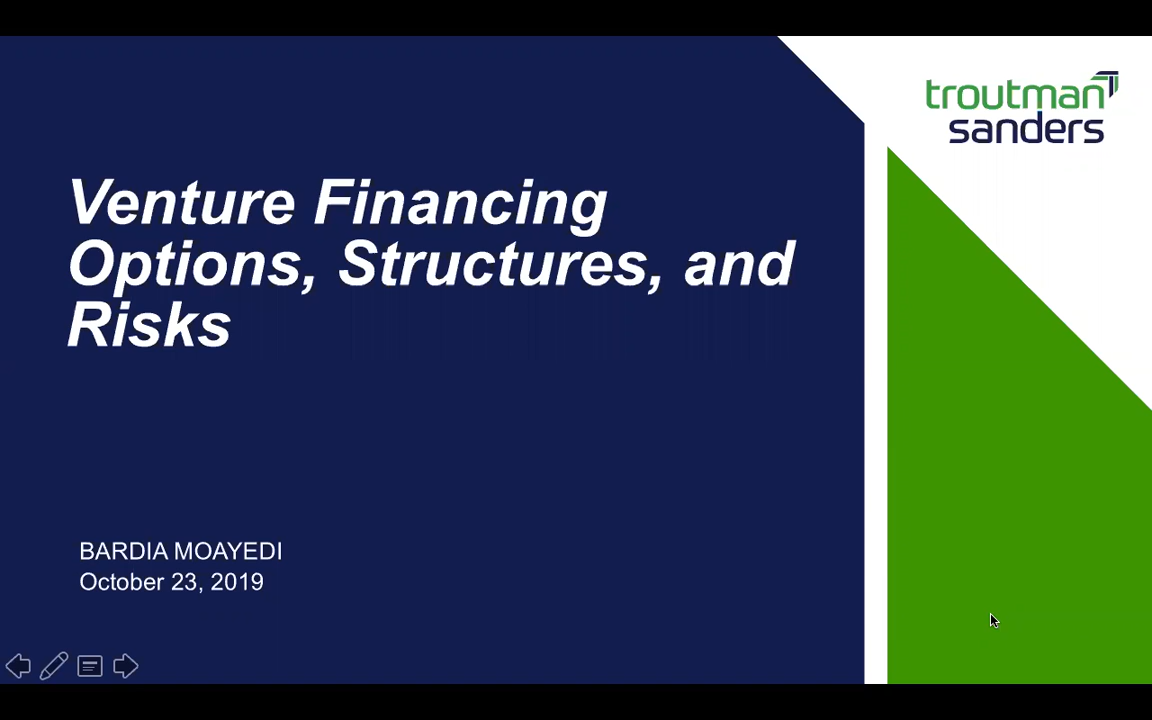 troutman
sanders
Venture Financing
Options, Structures, and
Risks
BARDIA MOAYEDI
October 23, 2019